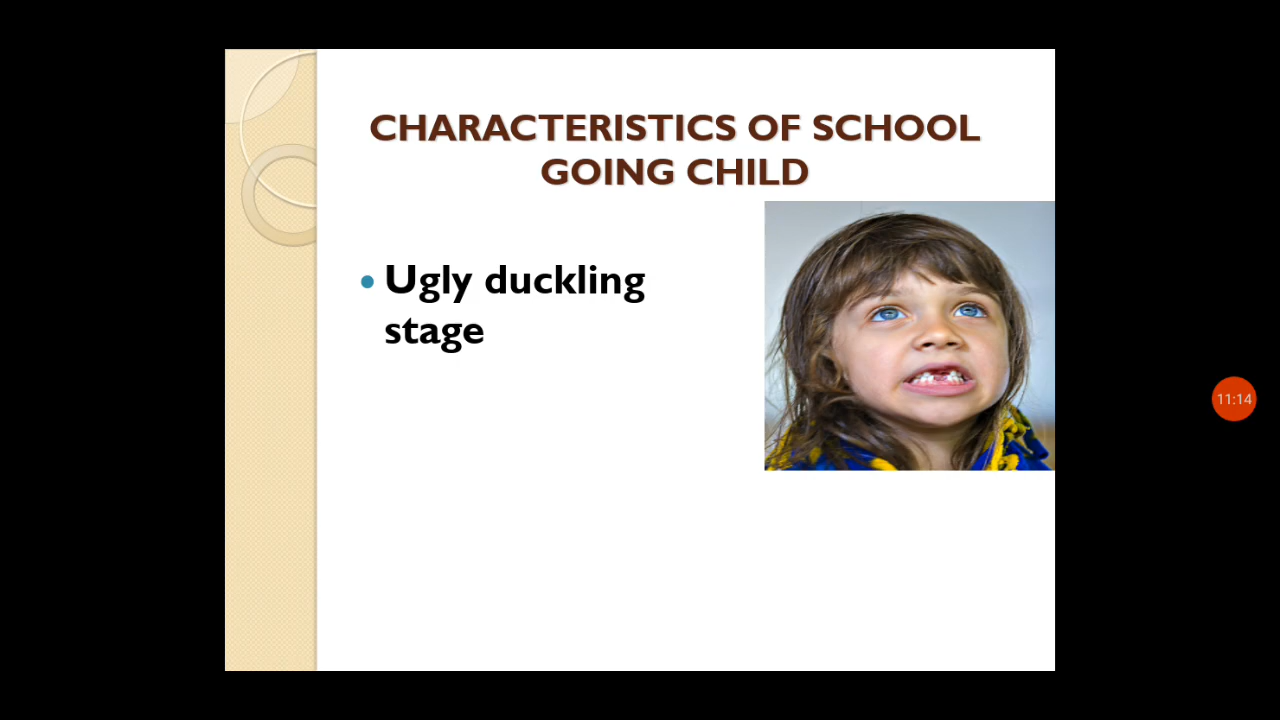 CHARACTERISTICS OF SCHOOL
GOING CHILD
• Ugly duckling
stage
11:14